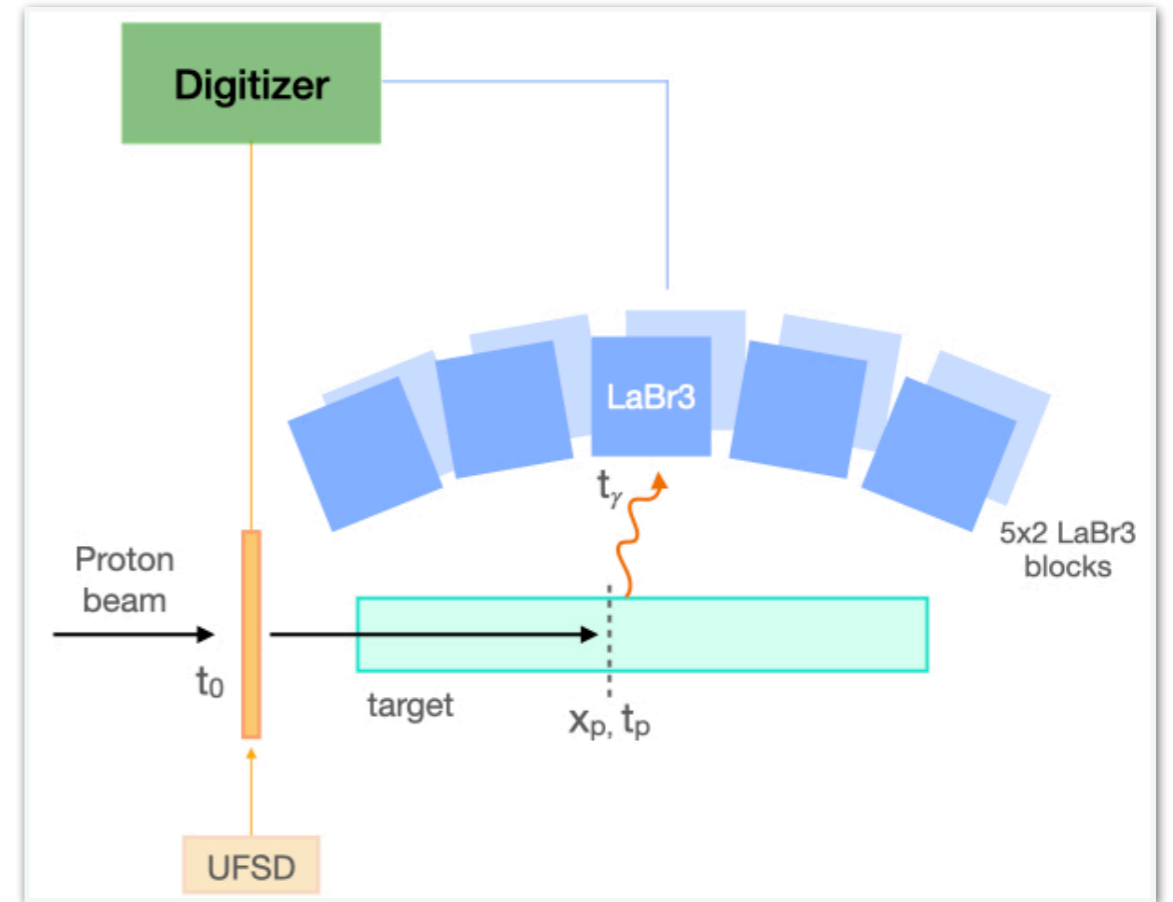 Digitizer
LaBr3
tγ
5x2 LaBr3
blocks
Proton
beam
t₀
target
xₚ, tₚ
UFSD